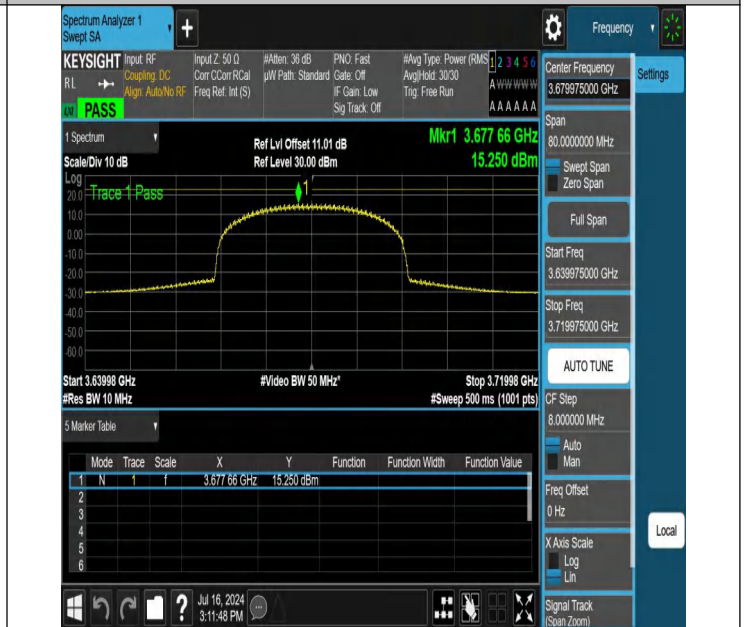 Spectrum Analyzer 1
Swept SA
+
Frequency
KEYSIGHT
RL
PASS
Input: RF
Coupling: DC
Align: Auto/No RF
Input Z: 50 Ω
Corr CCorr RCal
Freq Ref: Int (S)
#Atten: 36 dB
µW Path: Standard
PNO: Fast
Gate: Off
IF Gain: Low
Sig Track: Off
#Avg Type: Power (RMS
Avg|Hold: 30/30
Trig: Free Run
1 2 3 4 5 6
A W W W W W
A A A A A A
1 Spectrum
Scale/Div 10 dB
Ref Lvl Offset 11.01 dB
Ref Level 30.00 dBm
Mkr1 3.677 66 GHz
15.250 dBm
Log
Trace 1 Pass
1
20.0
10.0
0.00
-10.0
-20.0
-30.0
-40.0
-50.0
-60.0
Start 3.63998 GHz
#Video BW 50 MHz*
Stop 3.71998 GHz
#Res BW 10 MHz
#Sweep 500 ms (1001 pts)
5 Marker Table
Mode Trace Scale X Y Function Function Width Function Value
1 N 1 f 3.677 66 GHz 15.250 dBm
2
3
4
5
6
Center Frequency
3.679975000 GHz
Settings
Span
80.0000000 MHz
Swept Span
Zero Span
Full Span
Start Freq
3.639975000 GHz
Stop Freq
3.719975000 GHz
AUTO TUNE
CF Step
8.000000 MHz
Auto
Man
Freq Offset
0 Hz
X Axis Scale
Log
Lin
Signal Track
(Span Zoom)
Local
?
Jul 16, 2024
3:11:48 PM